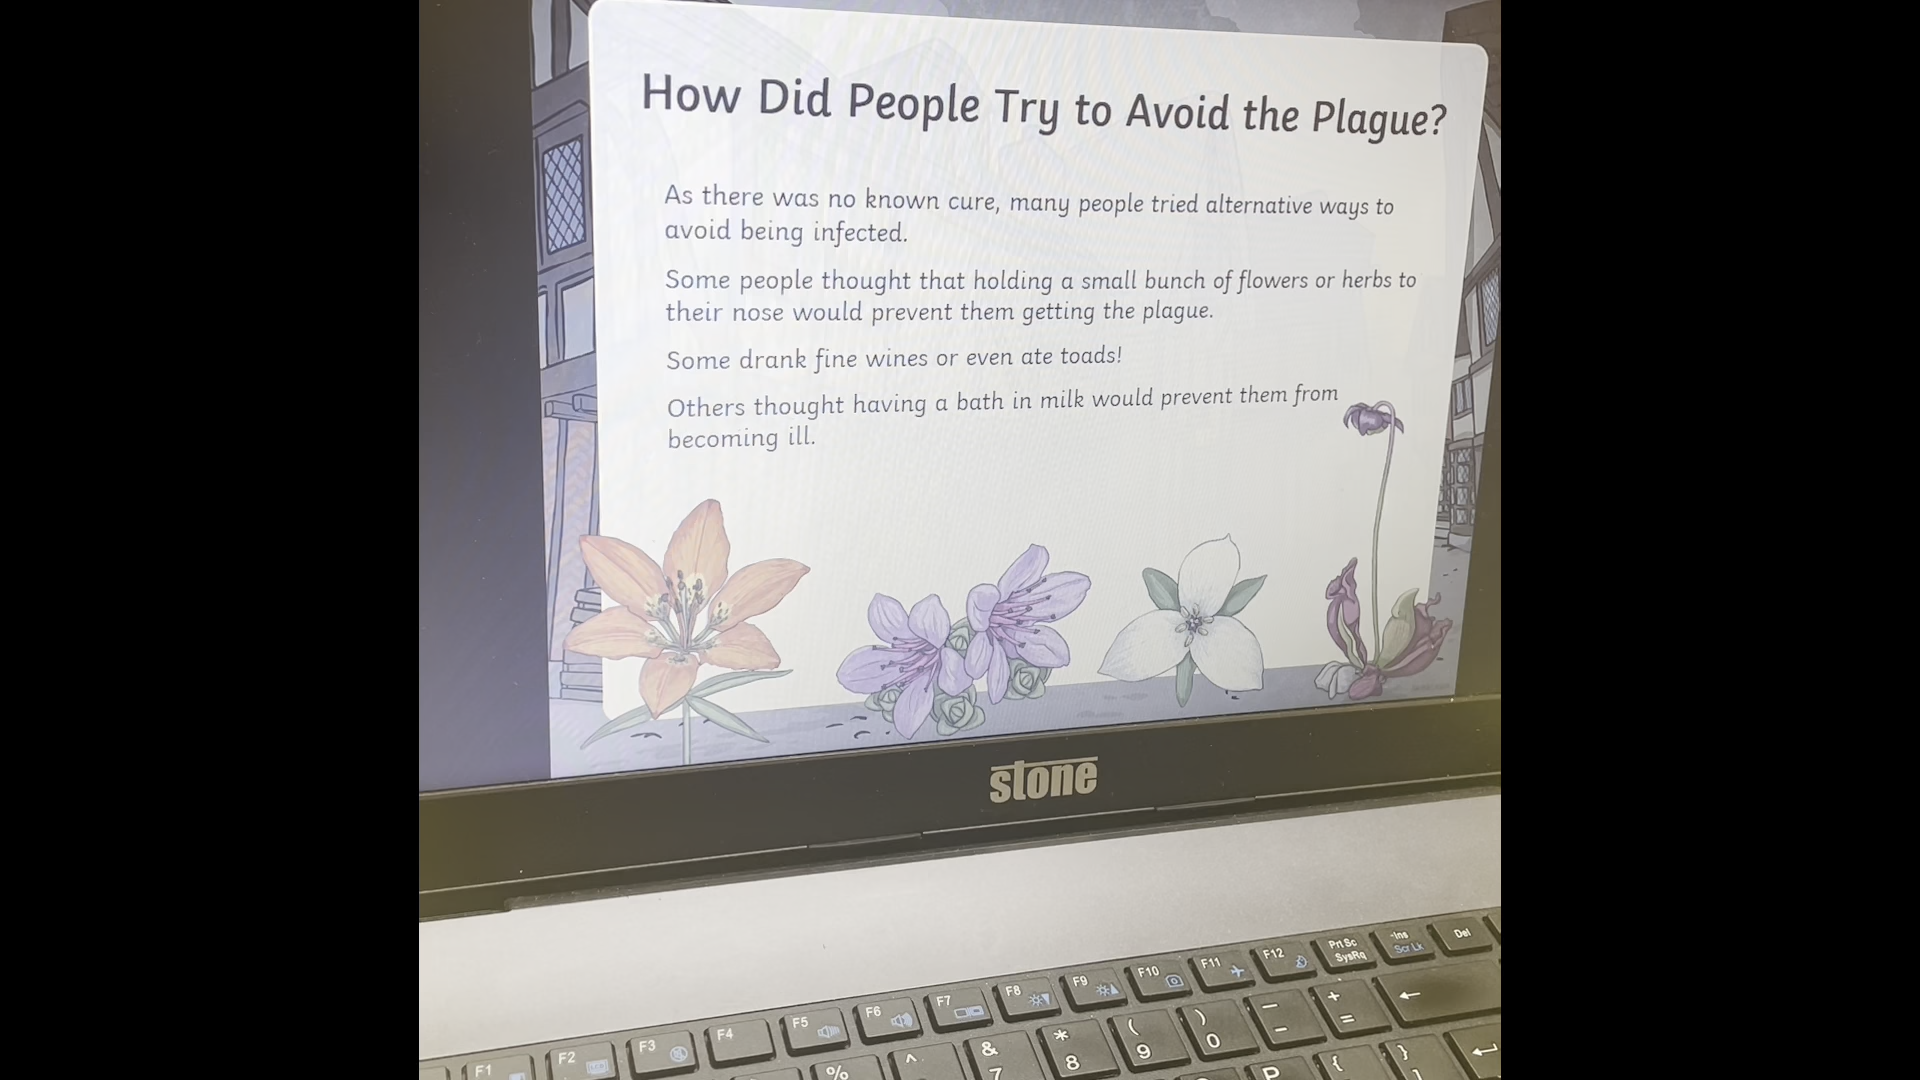 How Did People Try to Avoid the Plague?
As there was no known cure, many people tried alternative ways to
avoid being infected.
Some people thought that holding a small bunch of flowers or herbs to
their nose would prevent them getting the plague.
Some drank fine wines or even ate toads!
Others thought having a bath in milk would prevent them from
becoming ill.
stone
F1 F2 F3 F4 F5 F6 F7 F8 F9 F10 F11 F12 PrtSc SysRq Ins ScrLk Del
% ^ & 7 * 8 ( 9 ) 0 _ - + = ←
P { }